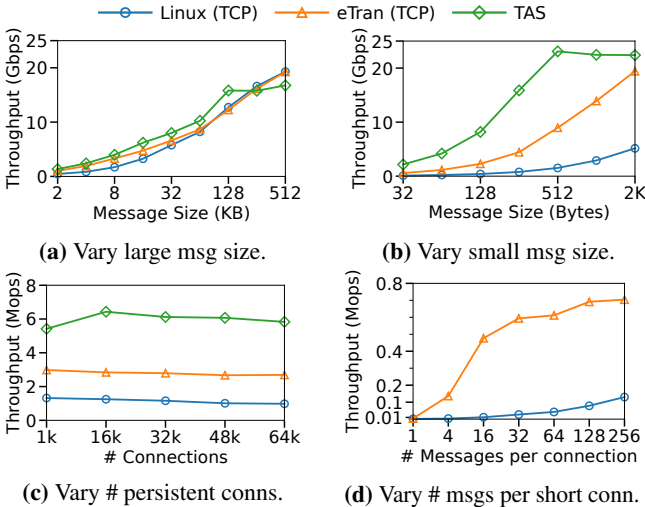 Linux (TCP) eTran (TCP) TAS
Throughput (Gbps)
25
20
10
0
2 8 32 128 512
Message Size (KB)
(a) Vary large msg size.
Throughput (Gbps)
25
20
10
0
32 128 512 2K
Message Size (Bytes)
(b) Vary small msg size.
Throughput (Mops)
8
6
4
2
0
1k 16k 32k 48k 64k
# Connections
(c) Vary # persistent conns.
Throughput (Mops)
0.8
0.4
0.2
0.1
0.01
1 4 16 32 64 128 256
# Messages per connection
(d) Vary # msgs per short conn.